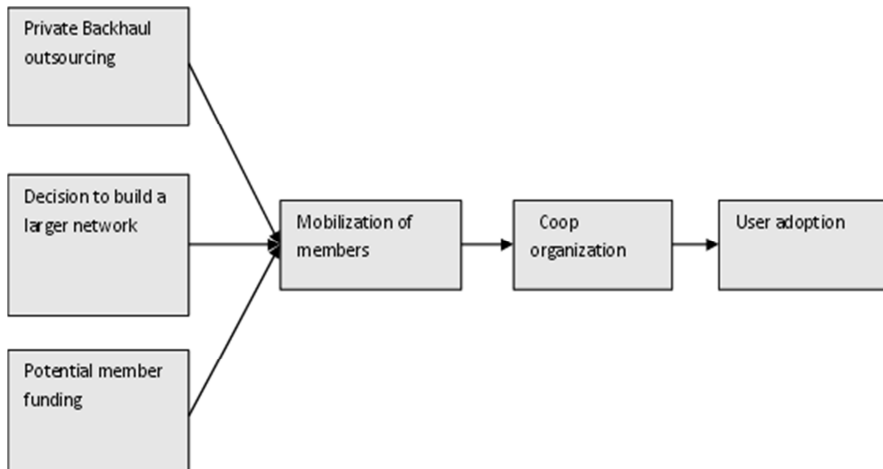 Private Backhaul
outsourcing
Decision to build a
larger network
Potential member
funding
Mobilization of
members
Coop
organization
User adoption